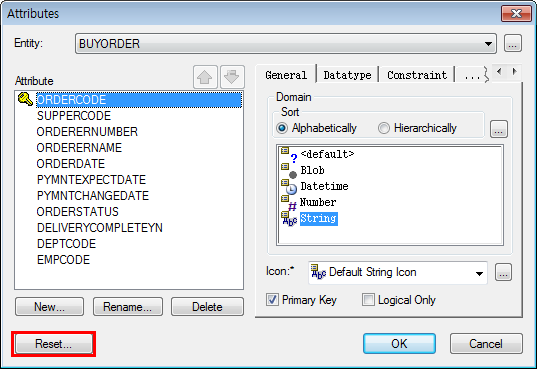 Attributes
Entity:
BUYORDER
...
Attribute
ORDERCODE
SUPPERCODE
ORDERERNUMBER
ORDERERNAME
ORDERDATE
PYMNTEXPECTDATE
PYMNTCHANGEDATE
ORDERSTATUS
DELIVERYCOMPLETEYN
DEPTCODE
EMPCODE
New...
Rename...
Delete
General
Datatype
Constraint
...
Domain
Sort
Alphabetically
Hierarchically
...
<default>
Blob
Datetime
Number
String
Icon:*
Default String Icon
...
Primary Key
Logical Only
Reset...
OK
Cancel